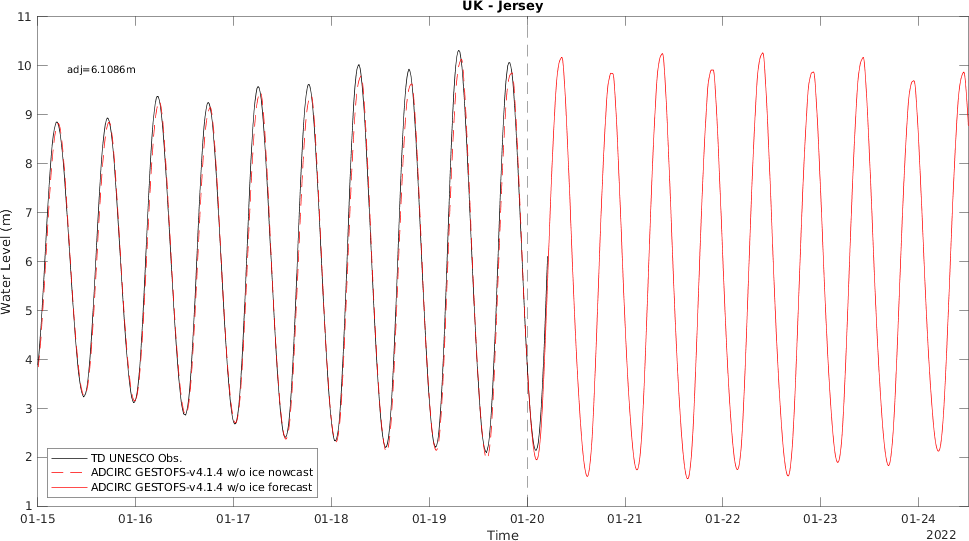 UK - Jersey
adj=6.1086m
11
10
9
8
7
6
5
4
3
2
1
Water Level (m)
TD UNESCO Obs.
ADCIRC GESTOFS-v4.1.4 w/o ice nowcast
ADCIRC GESTOFS-v4.1.4 w/o ice forecast
01-15 01-16 01-17 01-18 01-19 01-20 01-21 01-22 01-23 01-24
Time
2022